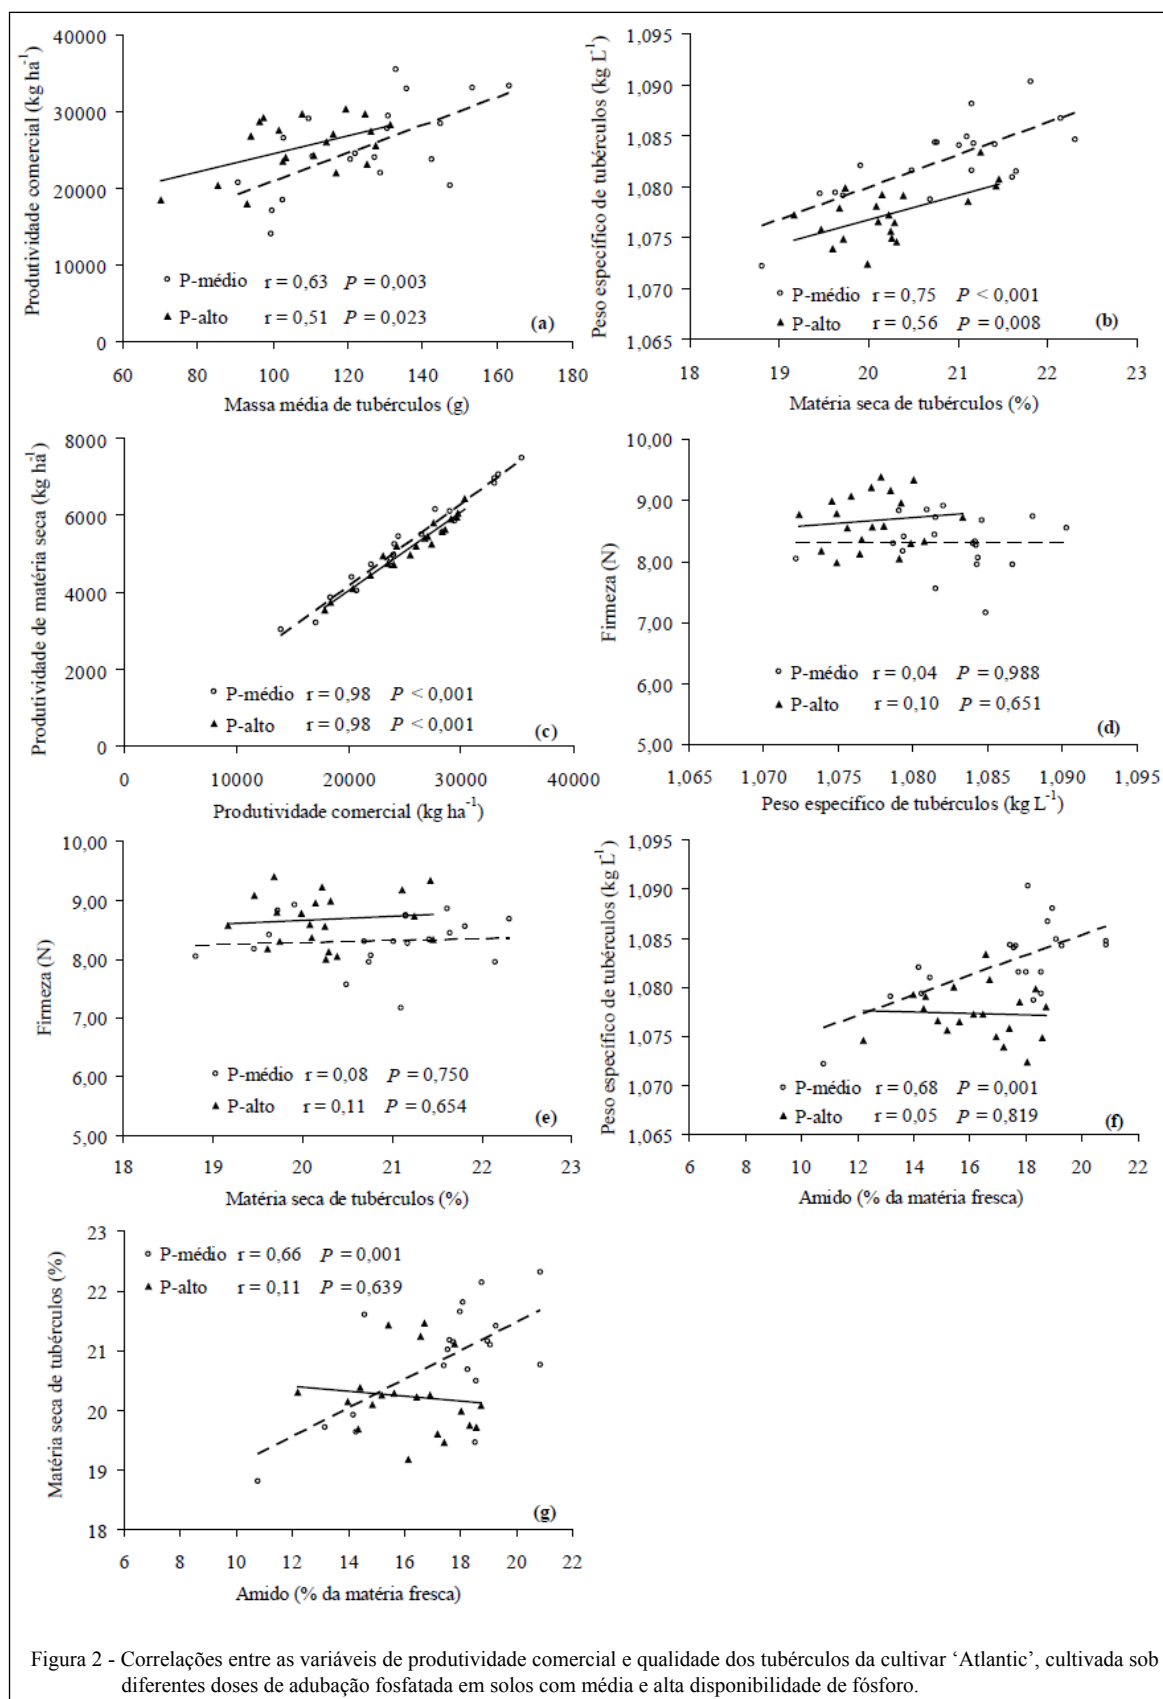 Produtividade comercial (kg ha-1)
40000
30000
20000
10000
0
P-médio r = 0,63 P = 0,003
P-alto r = 0,51 P = 0,023
(a)
60 80 100 120 140 160 180
Massa média de tubérculos (g)
Peso específico de tubérculos (kg L-1)
1,095
1,090
1,085
1,080
1,075
1,070
1,065
P-médio r = 0,75 P < 0,001
P-alto r = 0,56 P = 0,008
(b)
18 19 20 21 22 23
Matéria seca de tubérculos (%)
Produtividade de matéria seca (kg ha-1)
8000
6000
4000
2000
0
P-médio r = 0,98 P < 0,001
P-alto r = 0,98 P < 0,001
(c)
0 10000 20000 30000 40000
Produtividade comercial (kg ha-1)
Firmeza (N)
10,00
9,00
8,00
7,00
6,00
5,00
P-médio r = 0,04 P = 0,988
P-alto r = 0,10 P = 0,651
(d)
1,065 1,070 1,075 1,080 1,085 1,090 1,095
Peso específico de tubérculos (kg L-1)
Firmeza (N)
10,00
9,00
8,00
7,00
6,00
5,00
P-médio r = 0,08 P = 0,750
P-alto r = 0,11 P = 0,654
(e)
18 19 20 21 22 23
Matéria seca de tubérculos (%)
Peso específico de tubérculos (kg L-1)
1,095
1,090
1,085
1,080
1,075
1,070
1,065
P-médio r = 0,68 P = 0,001
P-alto r = 0,05 P = 0,819
(f)
6 8 10 12 14 16 18 20 22
Amido (% da matéria fresca)
Matéria seca de tubérculos (%)
23
22
21
20
19
18
P-médio r = 0,66 P = 0,001
P-alto r = 0,11 P = 0,639
(g)
6 8 10 12 14 16 18 20 22
Amido (% da matéria fresca)
Figura 2 - Correlações entre as variáveis de produtividade comercial e qualidade dos tubérculos da cultivar ‘Atlantic’, cultivada sob
diferentes doses de adubação fosfatada em solos com média e alta disponibilidade de fósforo.